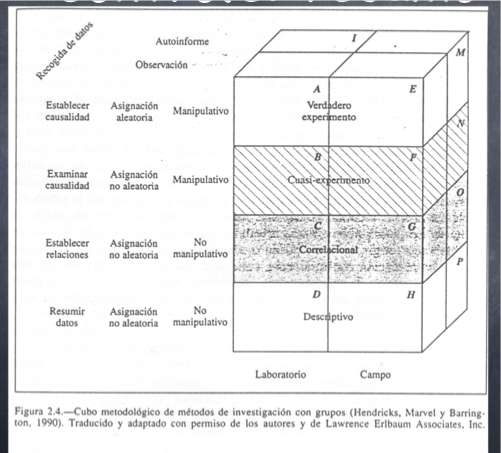 Recogida de datos
Autoinforme
Observación
I
M
A
E
Establecer causalidad
Asignación aleatoria
Manipulativo
Verdadero experimento
N
B
F
Examinar causalidad
Asignación no aleatoria
Manipulativo
Cuasi-experimento
O
C
G
Establecer relaciones
Asignación no aleatoria
No manipulativo
Correlacional
P
D
H
Resumir datos
Asignación no aleatoria
No manipulativo
Descriptivo
Laboratorio
Campo
Figura 2.4.—Cubo metodológico de métodos de investigación con grupos (Hendricks, Marvel y Barring-
ton, 1990). Traducido y adaptado con permiso de los autores y de Lawrence Erlbaum Associates, Inc.